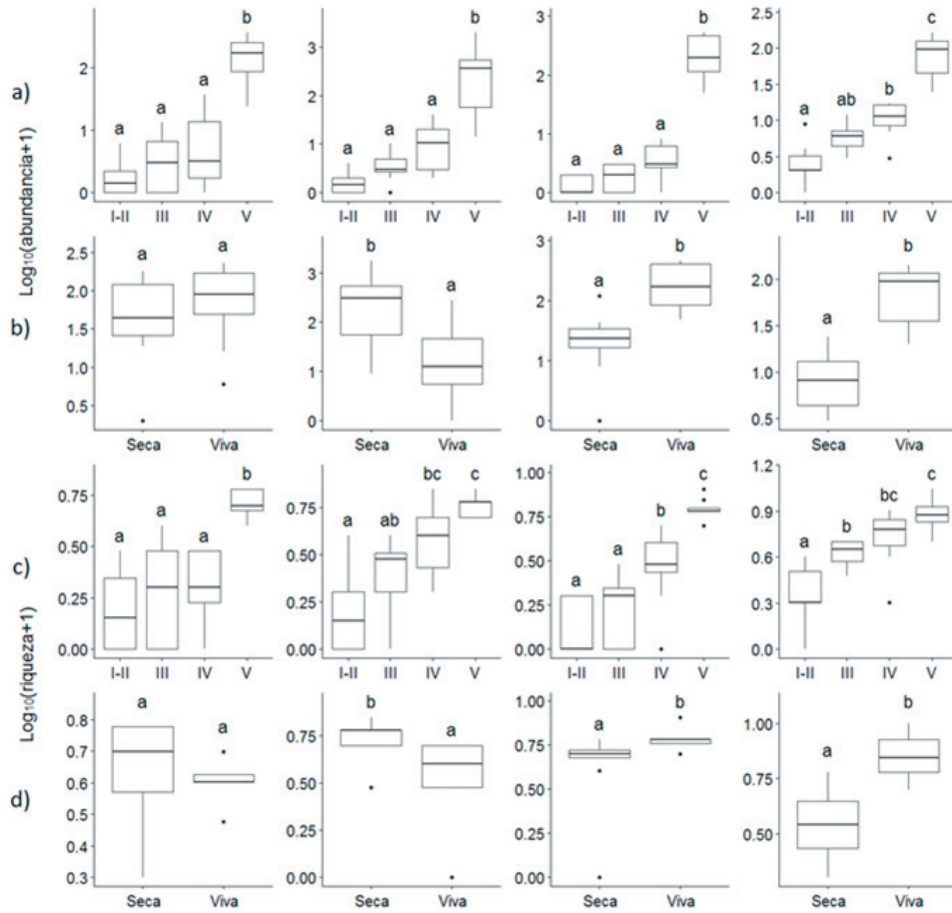 a)
Log10(abundancia+1)
2
1
0
a
a
a
b
I-II
III
IV
V
3
2
1
0
a
a
a
b
I-II
III
IV
V
3
2
1
0
a
a
a
b
I-II
III
IV
V
2.0
1.5
1.0
0.5
0.0
a
ab
b
c
I-II
III
IV
V
b)
2.5
2.0
1.5
1.0
0.5
a
a
Seca
Viva
3
2
1
0
b
a
Seca
Viva
3
2
1
0
a
b
Seca
Viva
2.0
1.5
1.0
0.5
a
b
Seca
Viva
c)
Log10(riqueza+1)
0.75
0.50
0.25
0.00
a
a
a
b
I-II
III
IV
V
0.75
0.50
0.25
0.00
a
ab
bc
c
I-II
III
IV
V
1.00
0.75
0.50
0.25
0.00
a
a
b
c
I-II
III
IV
V
1.2
0.9
0.6
0.3
0.0
a
b
bc
c
I-II
III
IV
V
d)
0.8
0.7
0.6
0.5
0.4
0.3
a
a
Seca
Viva
0.75
0.50
0.25
0.00
b
a
Seca
Viva
1.00
0.75
0.50
0.25
0.00
a
b
Seca
Viva
1.00
0.75
0.50
a
b
Seca
Viva